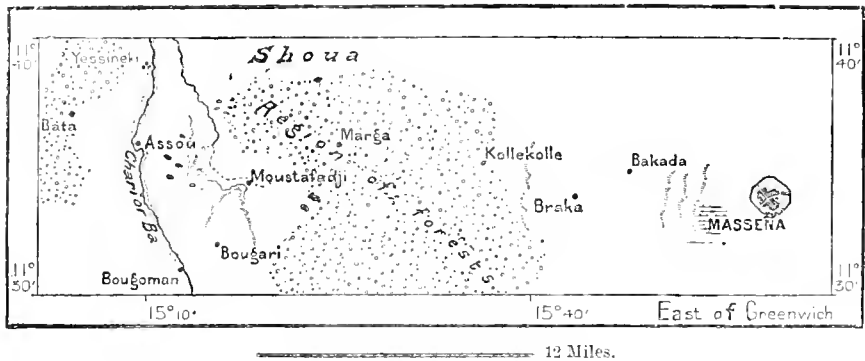 Shoua
11° 40'
11° 40'
Yessineki
Bata
Assou
Region of forests
Marga
Kollekolle
Bakada
Moustafadji
Chari or Ba
Braka
MASSENA
Bougari
Bougoman
11° 30'
11° 30'
15°10'
15°40'
East of Greenwich
12 Miles.